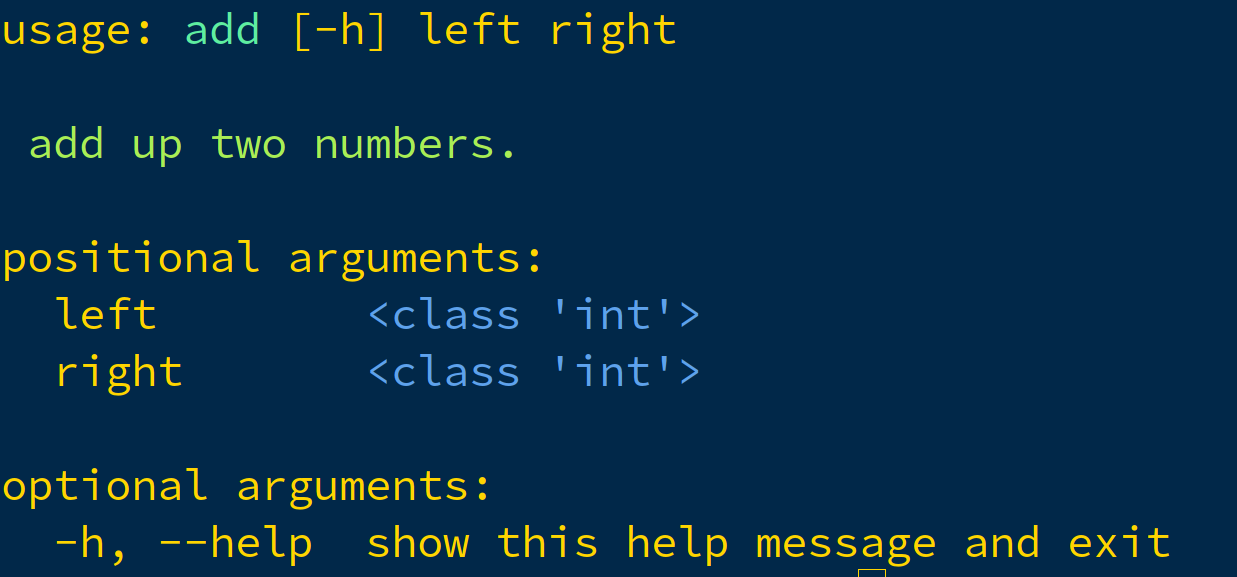 usage: add [-h] left right
add up two numbers.
positional arguments:
left <class 'int'>
right <class 'int'>
optional arguments:
-h, --help show this help message and exit